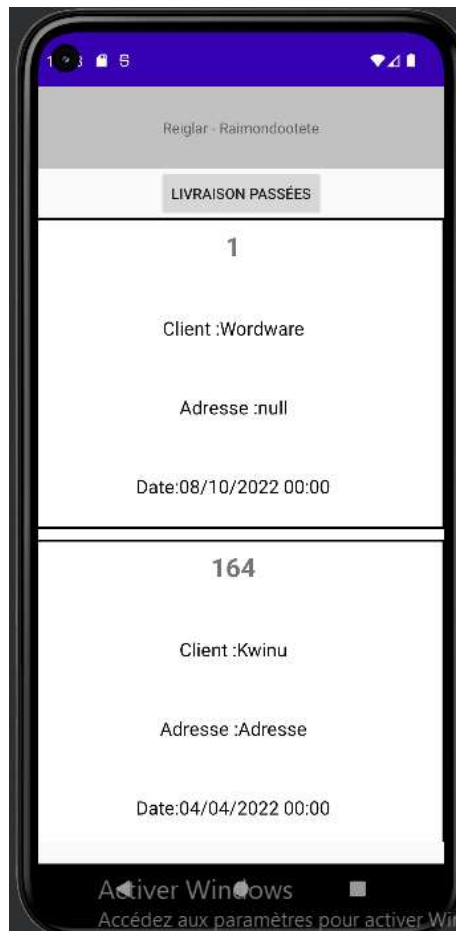 Reiglar - Raimondootete
LIVRAISON PASSÉES
1
Client :Wordware
Adresse :null
Date:08/10/2022 00:00
164
Client :Kwinu
Adresse :Adresse
Date:04/04/2022 00:00
Activer Windows
Accédez aux paramètres pour activer